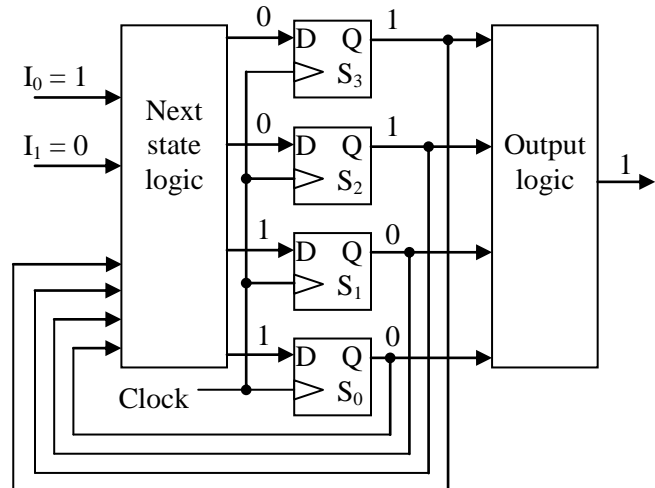 0
D Q
1
S₃
I₀ = 1
I₁ = 0
Next
state
logic
0
D Q
1
S₂
Output
logic
1
1
D Q
0
S₁
1
D Q
0
S₀
Clock